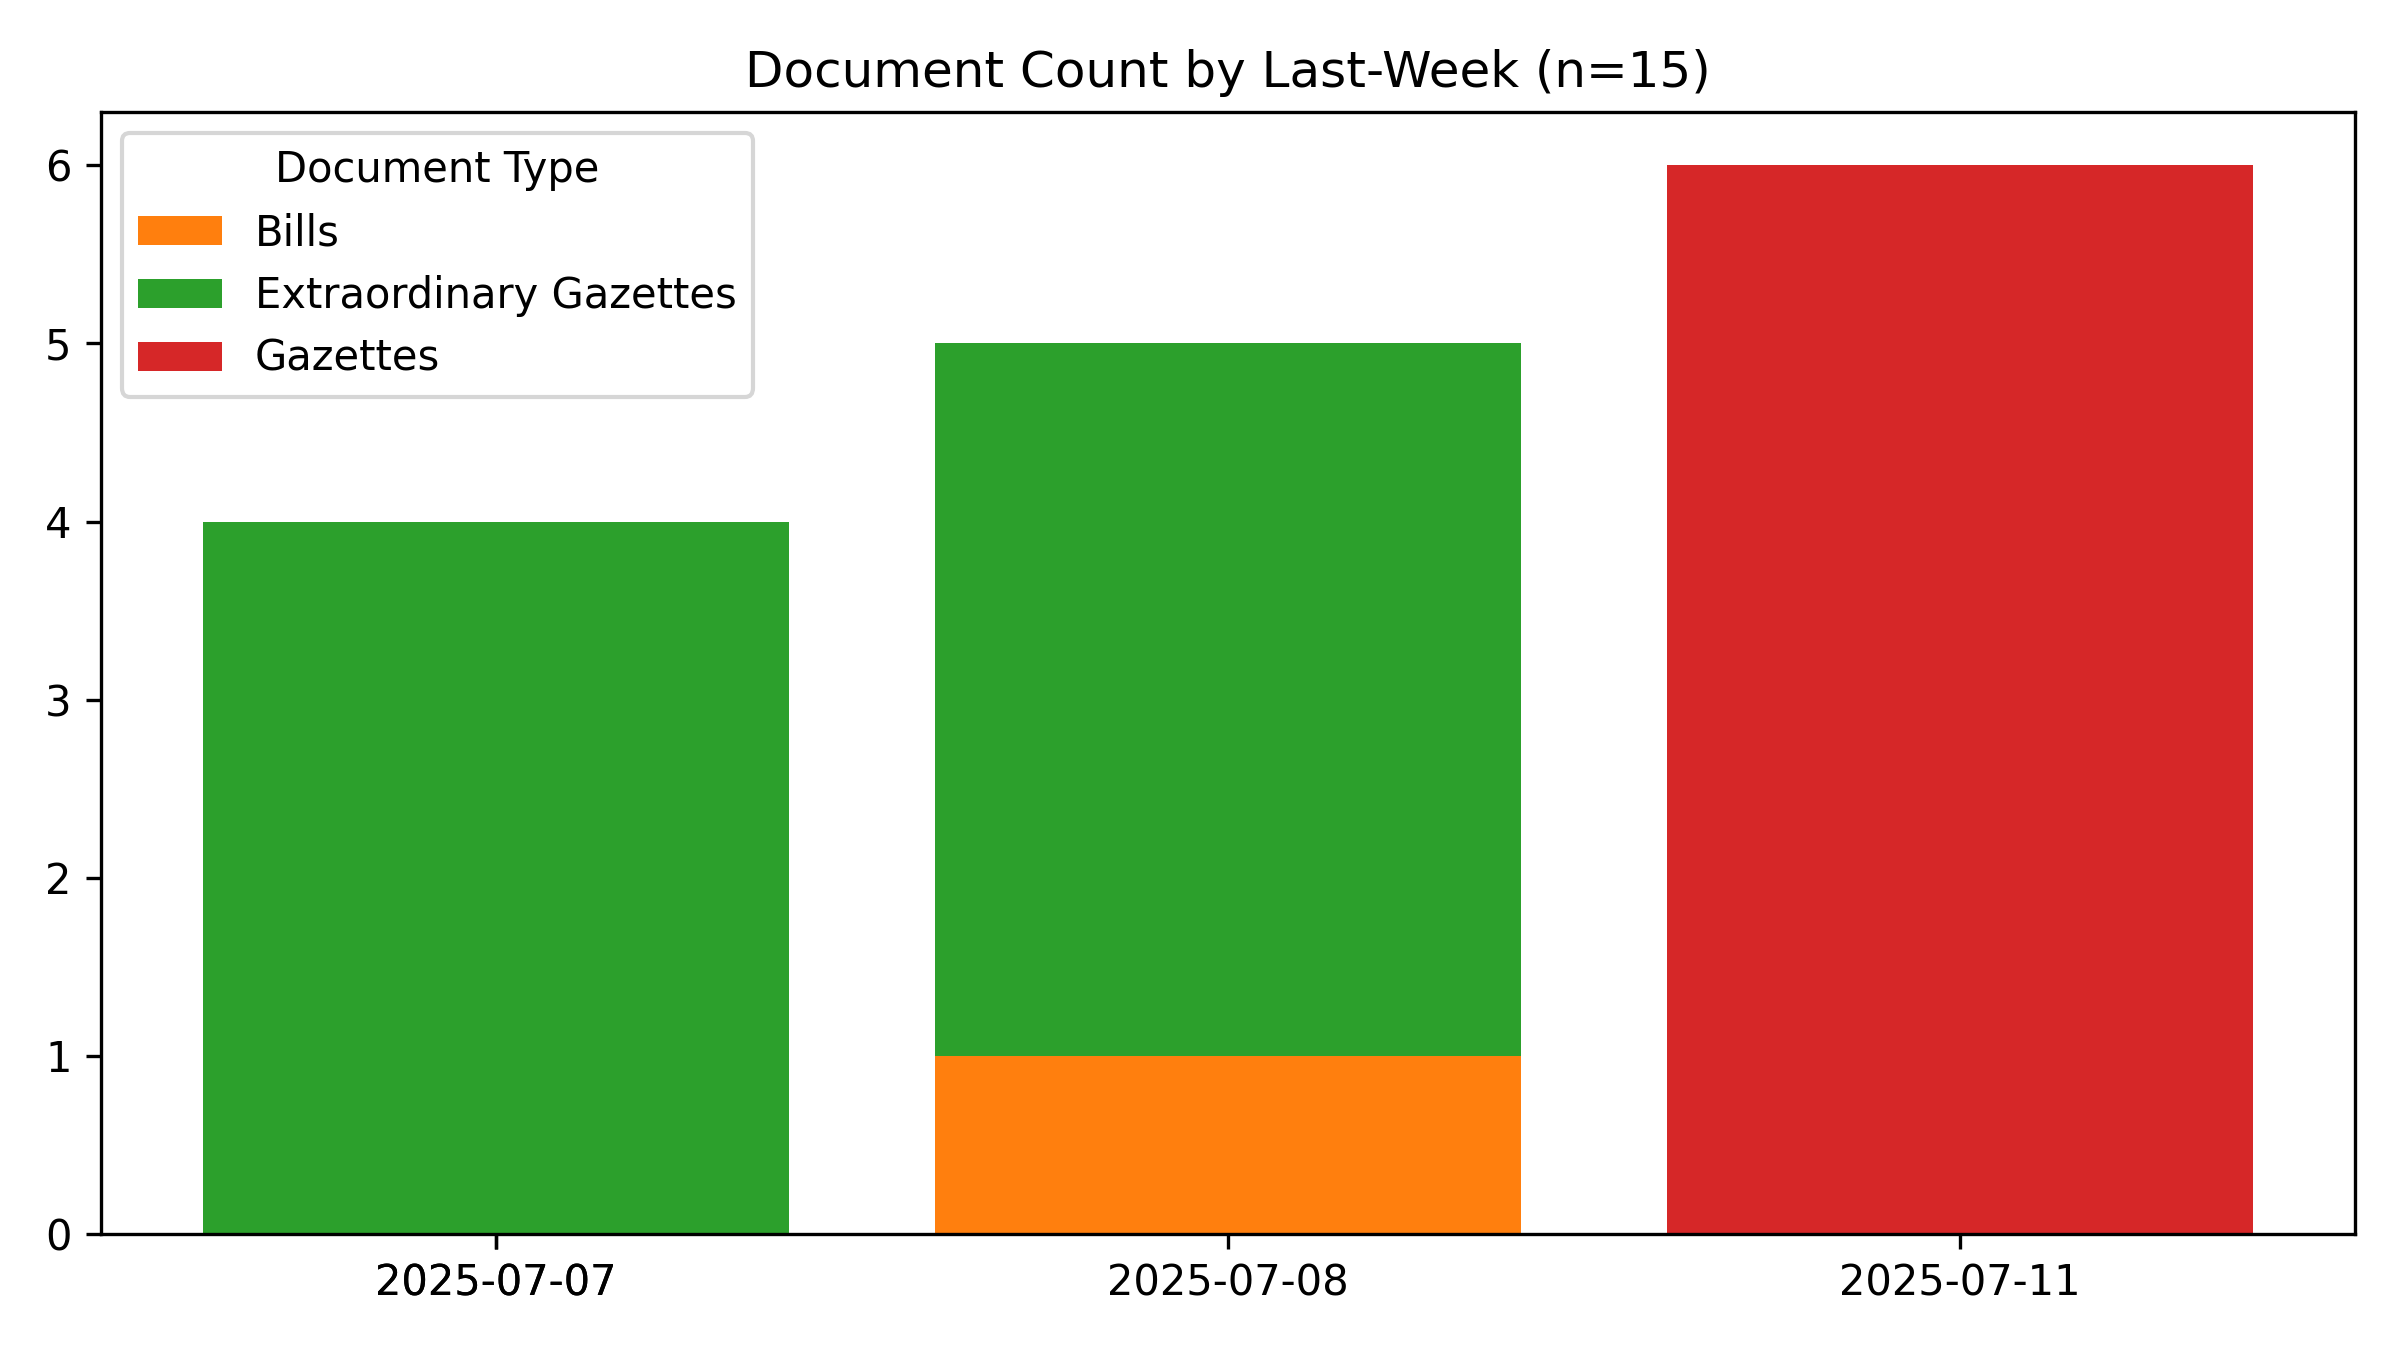 Document Count by Last-Week (n=15)
Document Type
Bills
Extraordinary Gazettes
Gazettes
6
5
4
3
2
1
0
2025-07-07
2025-07-08
2025-07-11